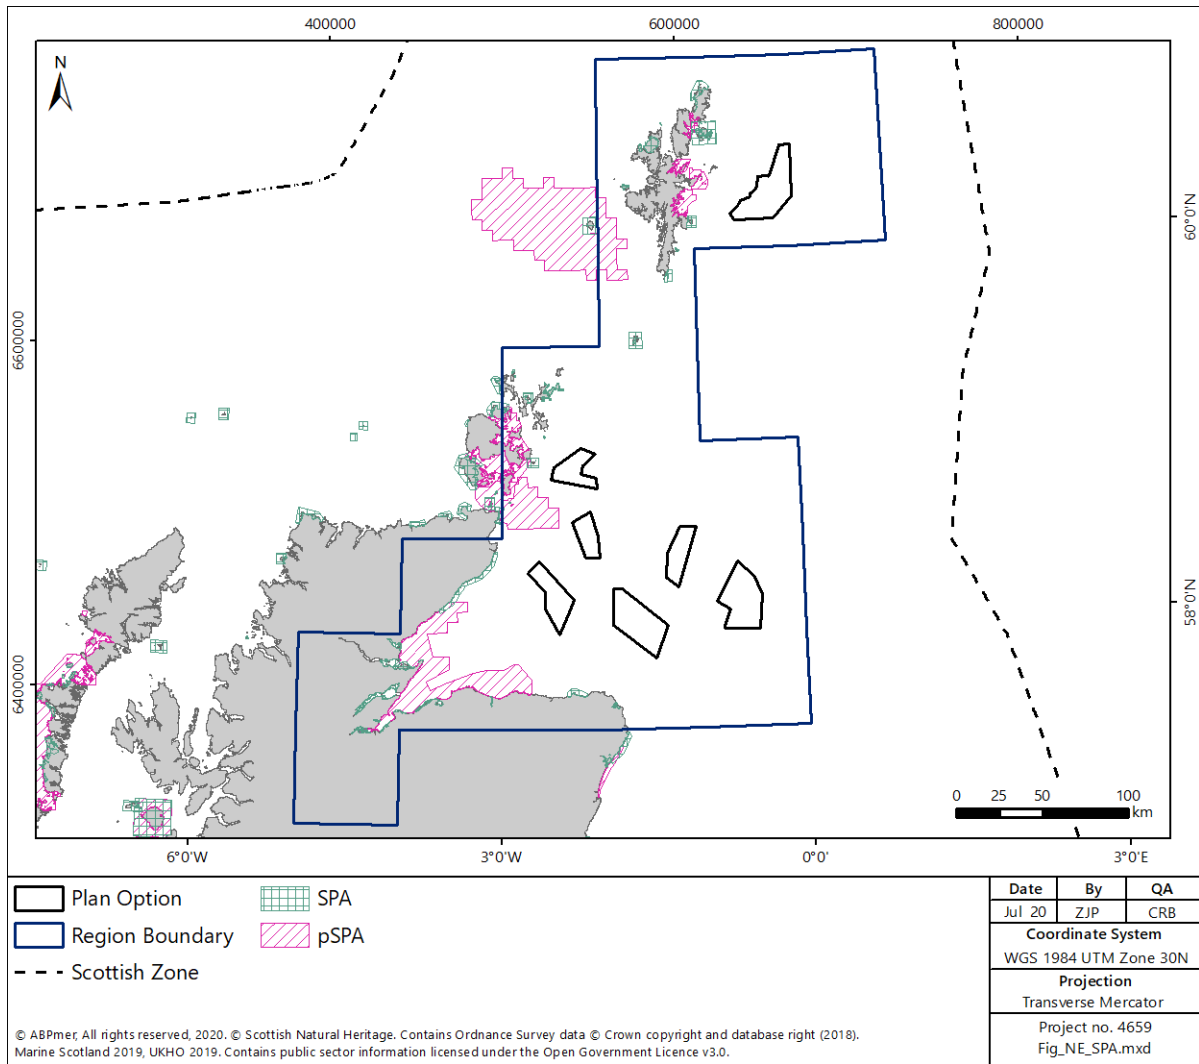 400000 600000 800000
N
60°0'N
6600000
58°0'N
6400000
0 25 50 100
km
6°0'W 3°0'W 0°0' 3°0'E
Plan Option SPA
Region Boundary pSPA
Scottish Zone
Date By QA
Jul 20 ZJP CRB
Coordinate System
WGS 1984 UTM Zone 30N
Projection
Transverse Mercator
Project no. 4659
Fig_NE_SPA.mxd
© ABPmer, All rights reserved, 2020. © Scottish Natural Heritage. Contains Ordnance Survey data © Crown copyright and database right (2018).
Marine Scotland 2019, UKHO 2019. Contains public sector information licensed under the Open Government Licence v3.0.